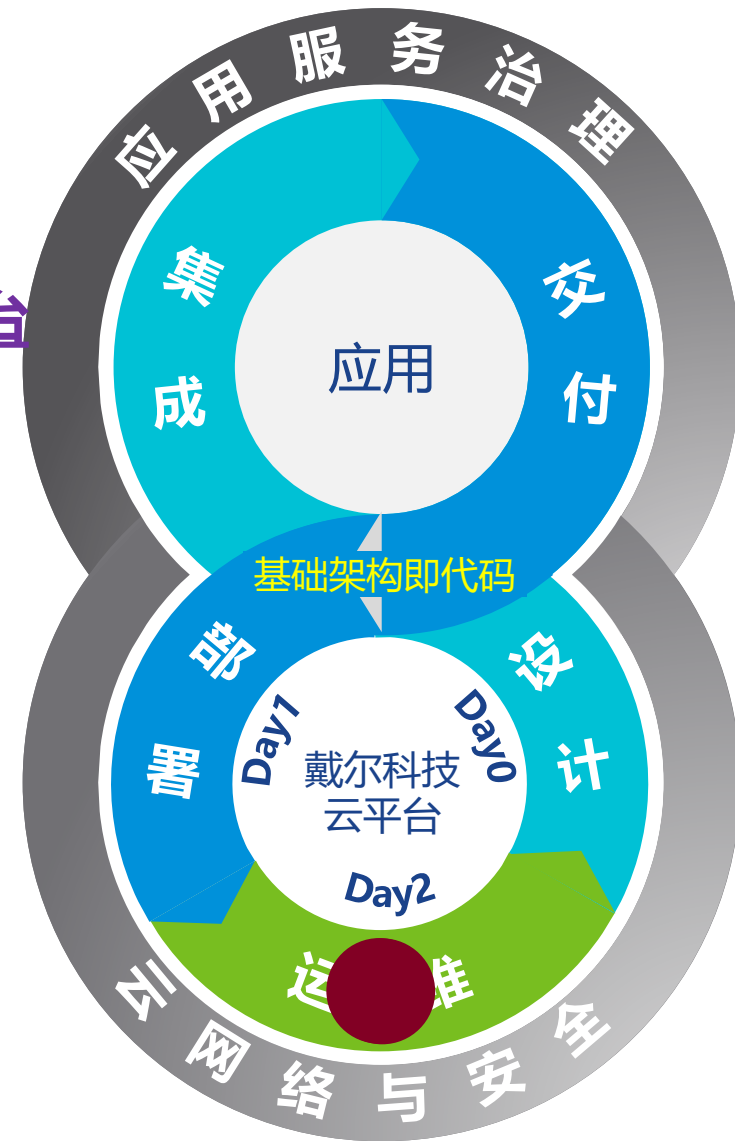 应用服务治理
集成
交付
应用
基础架构即代码
部署
设计
Day1
Day0
戴尔科技
云平台
Day2
云网络与安全